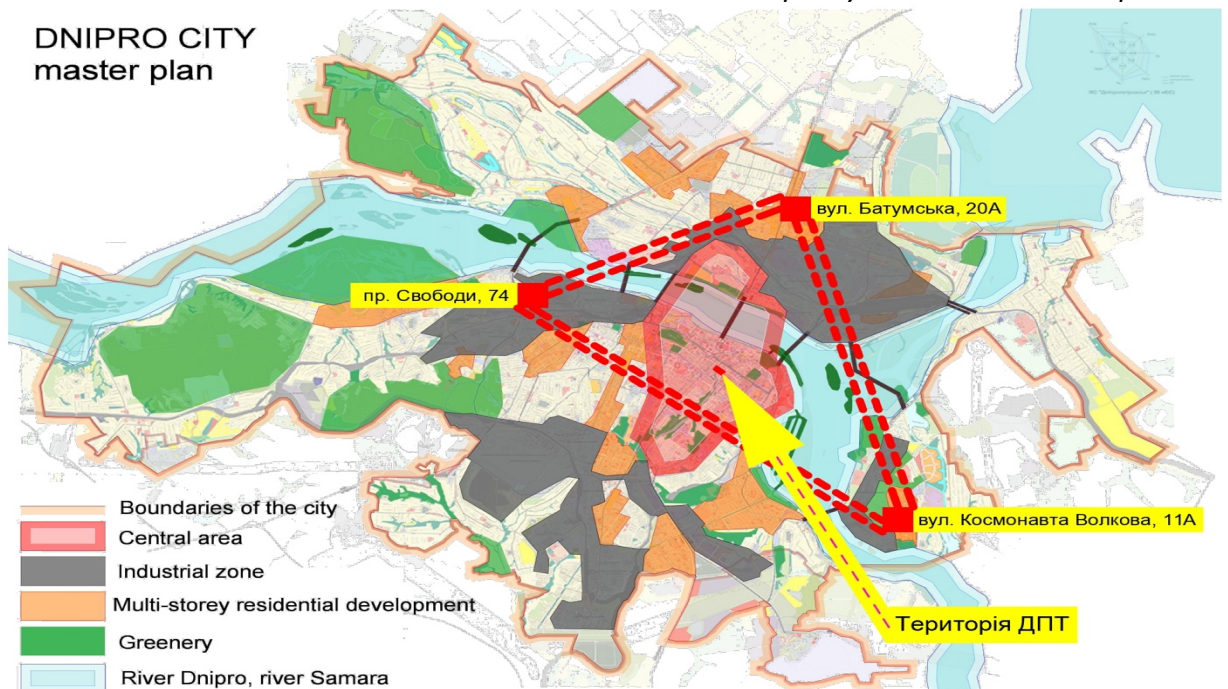 DNIPRO CITY
master plan
вул. Батумська, 20А
пр. Свободи, 74
вул. Космонавта Волкова, 11А
Територія ДПТ
Boundaries of the city
Central area
Industrial zone
Multi-storey residential development
Greenery
River Dnipro, river Samara